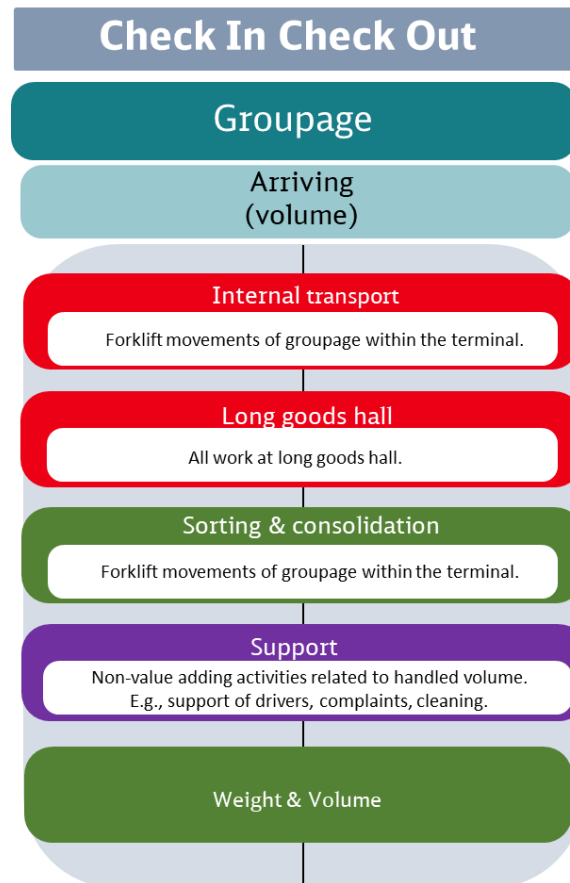 Check In Check Out
Groupage
Arriving
(volume)
Internal transport
Forklift movements of groupage within the terminal.
Long goods hall
All work at long goods hall.
Sorting & consolidation
Forklift movements of groupage within the terminal.
Support
Non-value adding activities related to handled volume.
E.g., support of drivers, complaints, cleaning.
Weight & Volume